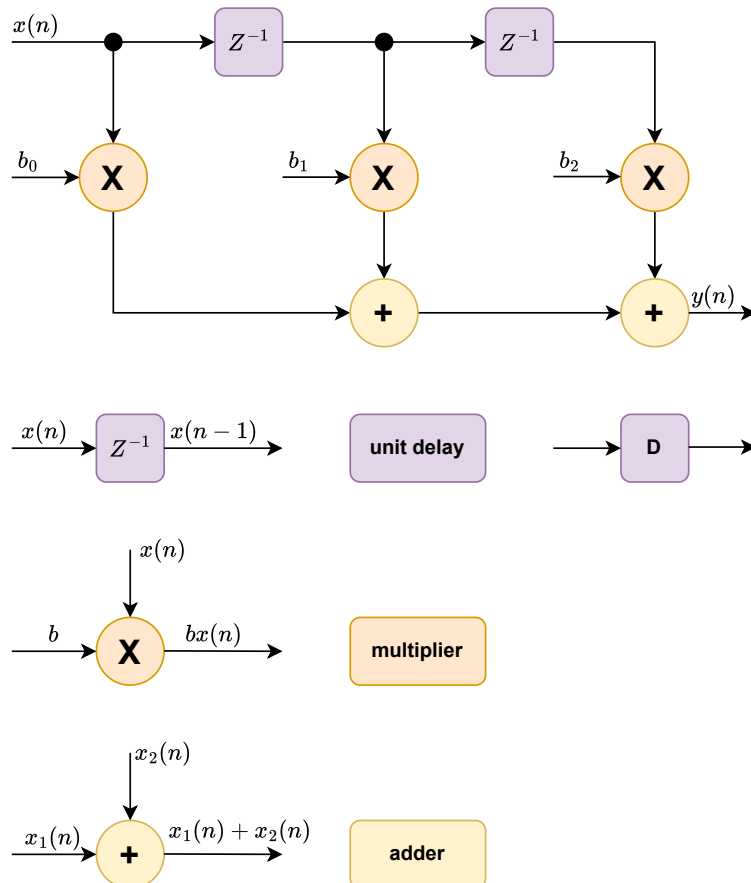 x(n)
Z^{-1}
Z^{-1}
b_0
X
b_1
X
b_2
X
+
+
y(n)
x(n)
Z^{-1}
x(n − 1)
unit delay
D
x(n)
b
X
bx(n)
multiplier
x_2(n)
x_1(n)
+
x_1(n) + x_2(n)
adder